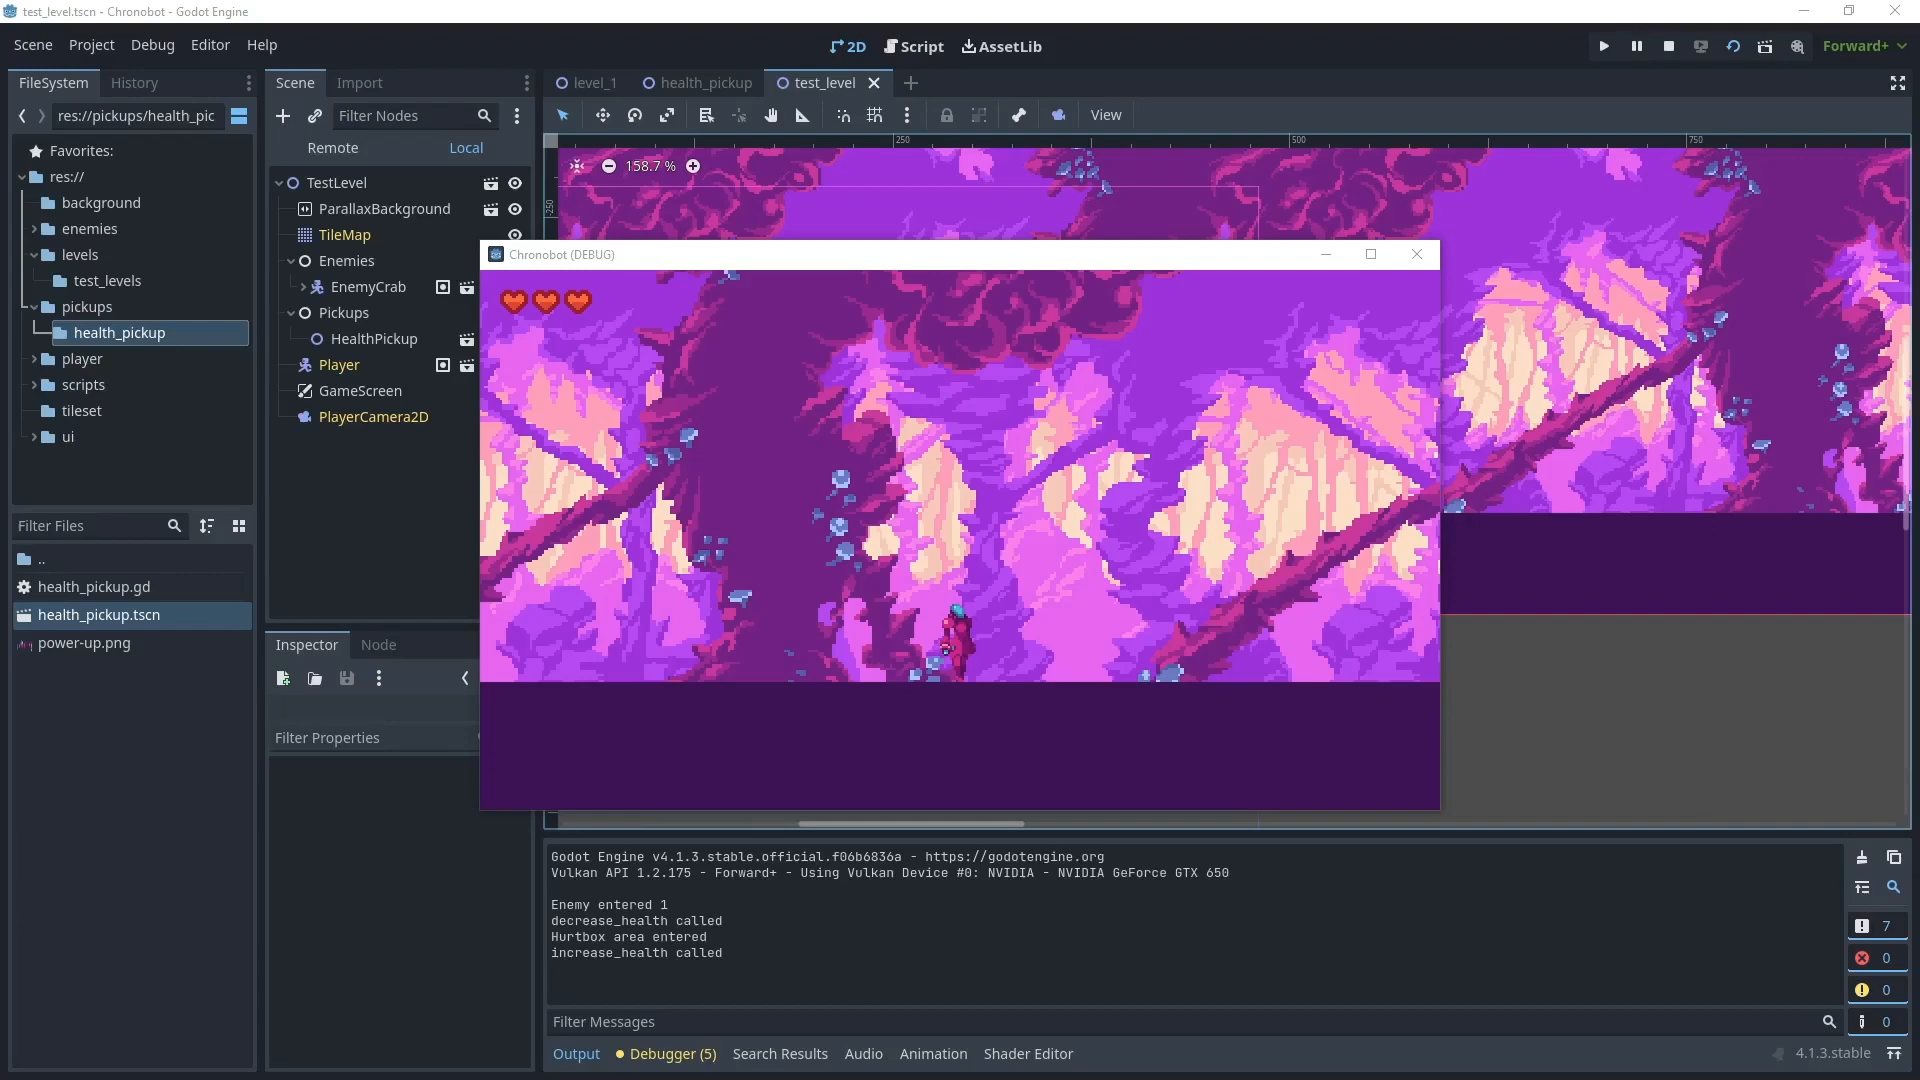 test_level.tscn - Chronobot - Godot Engine
Scene Project Debug Editor Help
2D Script AssetLib
Forward+
FileSystem History
res://pickups/health_pic
Favorites:
res://
background
enemies
levels
test_levels
pickups
health_pickup
player
scripts
tileset
ui
Filter Files
..
health_pickup.gd
health_pickup.tscn
power-up.png
Scene Import
Filter Nodes
Remote Local
TestLevel
ParallaxBackground
TileMap
Enemies
EnemyCrab
Pickups
HealthPickup
Player
GameScreen
PlayerCamera2D
Inspector Node
Filter Properties
level_1 health_pickup test_level
View
250 500 750
-250
158.7 %
Chronobot (DEBUG)
Godot Engine v4.1.3.stable.official.f06b6836a - https://godotengine.org
Vulkan API 1.2.175 - Forward+ - Using Vulkan Device #0: NVIDIA - NVIDIA GeForce GTX 650
Enemy entered 1
decrease_health called
Hurtbox area entered
increase_health called
7
0
0
0
Filter Messages
Output Debugger (5) Search Results Audio Animation Shader Editor
4.1.3.stable